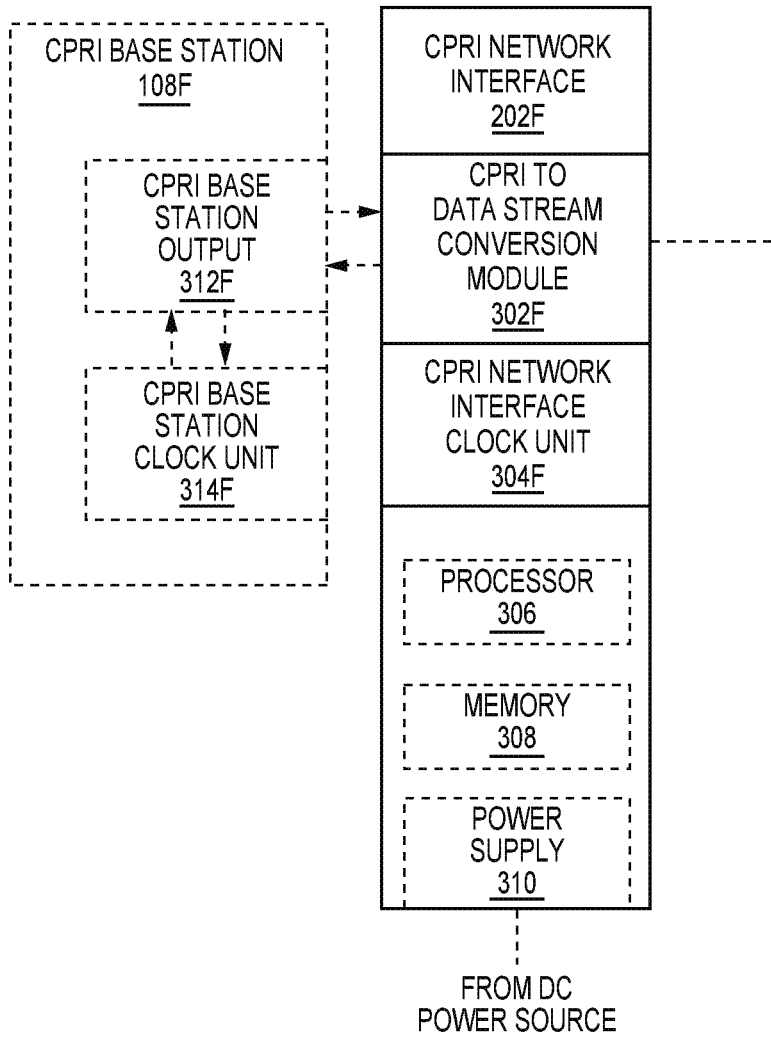 CPRI BASE STATION
108F
CPRI BASE
STATION
OUTPUT
312F
CPRI BASE
STATION
CLOCK UNIT
314F
CPRI NETWORK
INTERFACE
202F
CPRI TO
DATA STREAM
CONVERSION
MODULE
302F
CPRI NETWORK
INTERFACE
CLOCK UNIT
304F
PROCESSOR
306
MEMORY
308
POWER
SUPPLY
310
FROM DC
POWER SOURCE